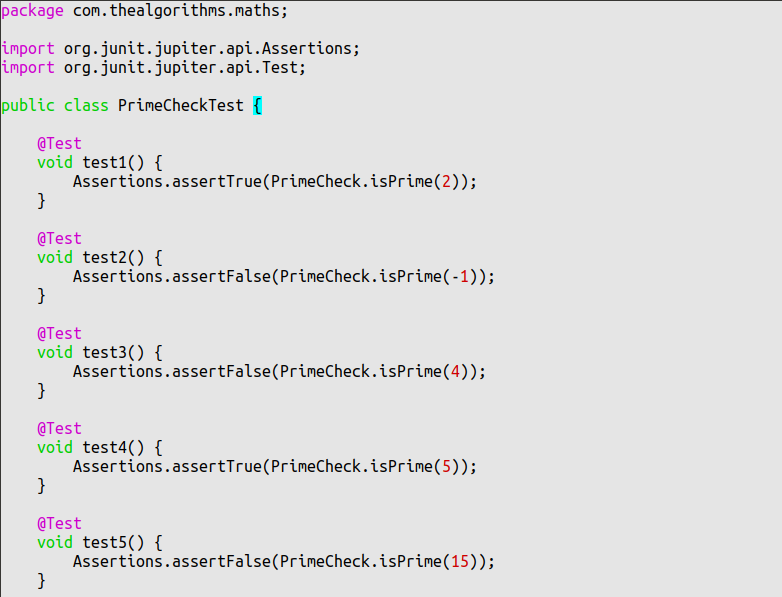 package com.thealgorithms.maths;

import org.junit.jupiter.api.Assertions;
import org.junit.jupiter.api.Test;

public class PrimeCheckTest {

    @Test
    void test1() {
        Assertions.assertTrue(PrimeCheck.isPrime(2));
    }

    @Test
    void test2() {
        Assertions.assertFalse(PrimeCheck.isPrime(-1));
    }

    @Test
    void test3() {
        Assertions.assertFalse(PrimeCheck.isPrime(4));
    }

    @Test
    void test4() {
        Assertions.assertTrue(PrimeCheck.isPrime(5));
    }

    @Test
    void test5() {
        Assertions.assertFalse(PrimeCheck.isPrime(15));
    }